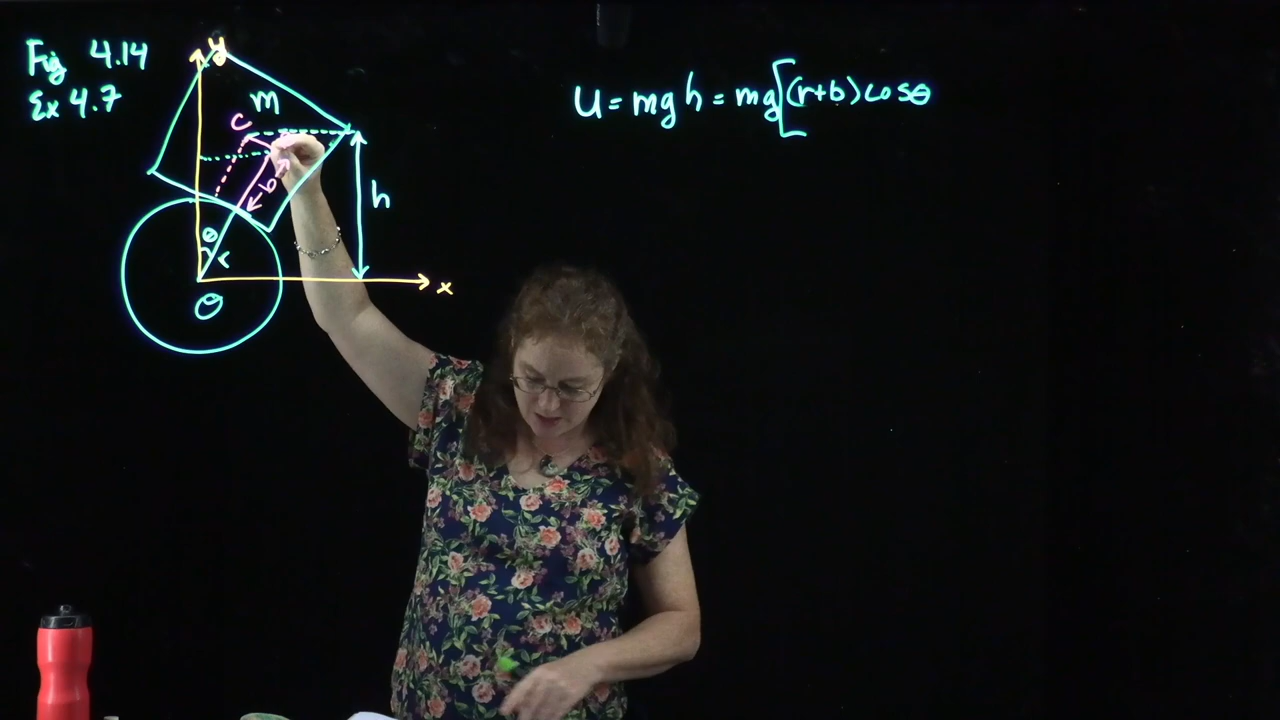 Fig 4.14
Ex 4.7
y
m
c
b
h
θ
r
x
O
U = mgh = mg[(r+b)cosθ